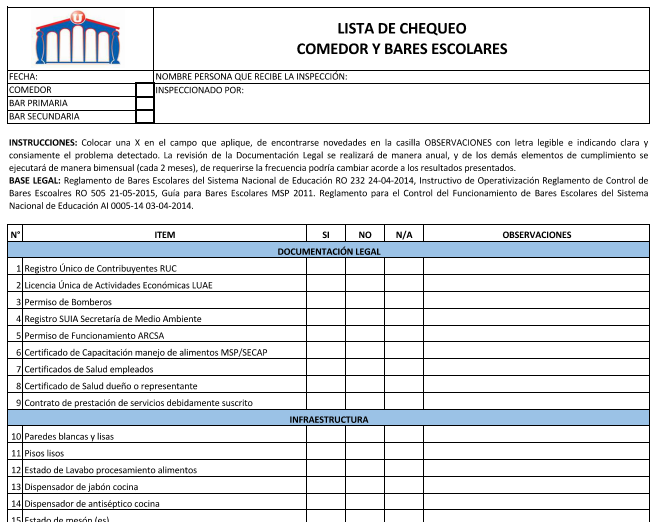 U
LISTA DE CHEQUEO
COMEDOR Y BARES ESCOLARES
FECHA:
NOMBRE PERSONA QUE RECIBE LA INSPECCIÓN:
COMEDOR
INSPECCIONADO POR:
BAR PRIMARIA
BAR SECUNDARIA
INSTRUCCIONES: Colocar una X en el campo que aplique, de encontrarse novedades en la casilla OBSERVACIONES con letra legible e indicando clara y
consiamente el problema detectado. La revisión de la Documentación Legal se realizará de manera anual, y de los demás elementos de cumplimiento se
ejecutará de manera bimensual (cada 2 meses), de requerirse la frecuencia podría cambiar acorde a los resultados presentados.
BASE LEGAL: Reglamento de Bares Escolares del Sistema Nacional de Educación RO 232 24-04-2014, Instructivo de Operativización Reglamento de Control de
Bares Escoalres RO 505 21-05-2015, Guía para Bares Escolares MSP 2011. Reglamento para el Control del Funcionamiento de Bares Escolares del Sistema
Nacional de Educación AI 0005-14 03-04-2014.
N° ITEM SI NO N/A OBSERVACIONES
DOCUMENTACIÓN LEGAL
1 Registro Único de Contribuyentes RUC
2 Licencia Única de Actividades Económicas LUAE
3 Permiso de Bomberos
4 Registro SUIA Secretaría de Medio Ambiente
5 Permiso de Funcionamiento ARCSA
6 Certificado de Capacitación manejo de alimentos MSP/SECAP
7 Certificados de Salud empleados
8 Certificado de Salud dueño o representante
9 Contrato de prestación de servicios debidamente suscrito
INFRAESTRUCTURA
10 Paredes blancas y lisas
11 Pisos lisos
12 Estado de Lavabo procesamiento alimentos
13 Dispensador de jabón cocina
14 Dispensador de antiséptico cocina
15 Estado de mesón (es)